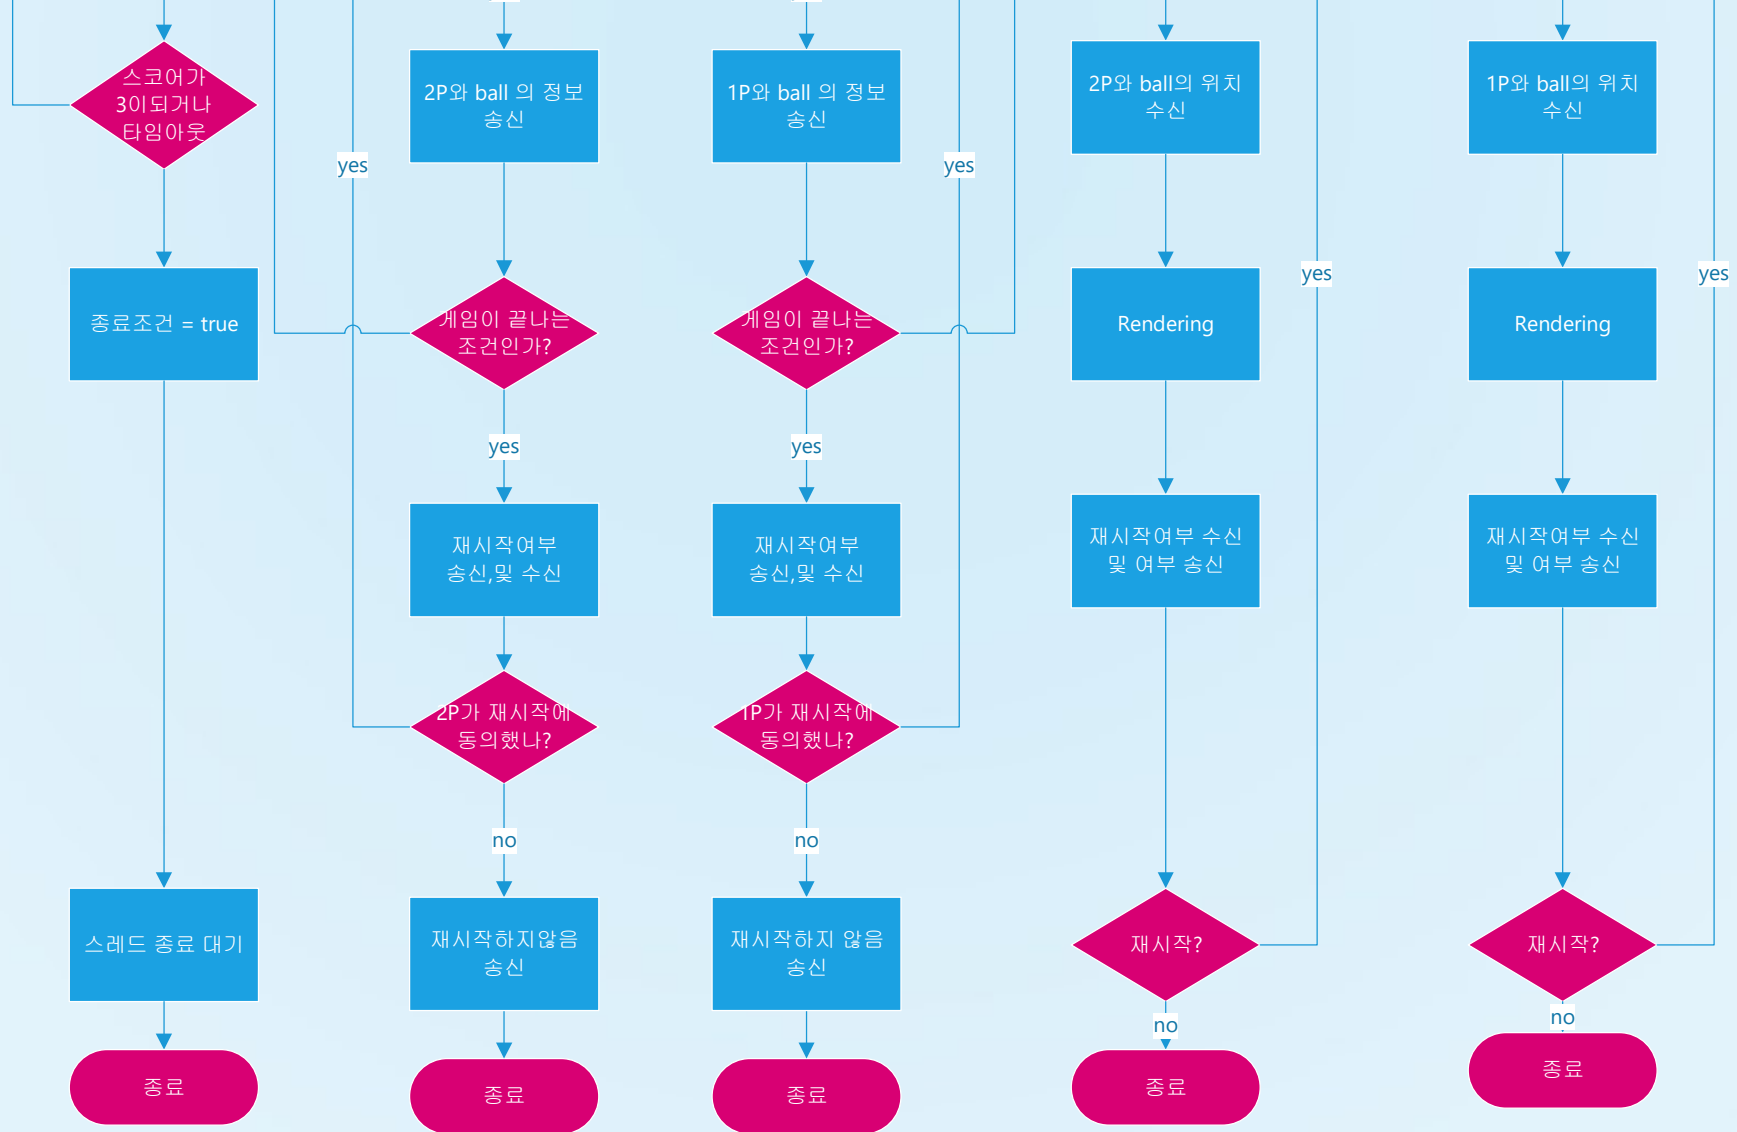 스코어가
3이되거나
타임아웃
종료조건 = true
스레드 종료 대기
종료
2P와 ball 의 정보
송신
yes
게임이 끝나는
조건인가?
yes
재시작여부
송신,및 수신
2P가 재시작에
동의했나?
no
재시작하지않음
송신
종료
1P와 ball 의 정보
송신
yes
게임이 끝나는
조건인가?
yes
재시작여부
송신,및 수신
1P가 재시작에
동의했나?
no
재시작하지 않음
송신
종료
2P와 ball의 위치
수신
yes
Rendering
재시작여부 수신
및 여부 송신
재시작?
no
종료
1P와 ball의 위치
수신
yes
Rendering
재시작여부 수신
및 여부 송신
재시작?
no
종료